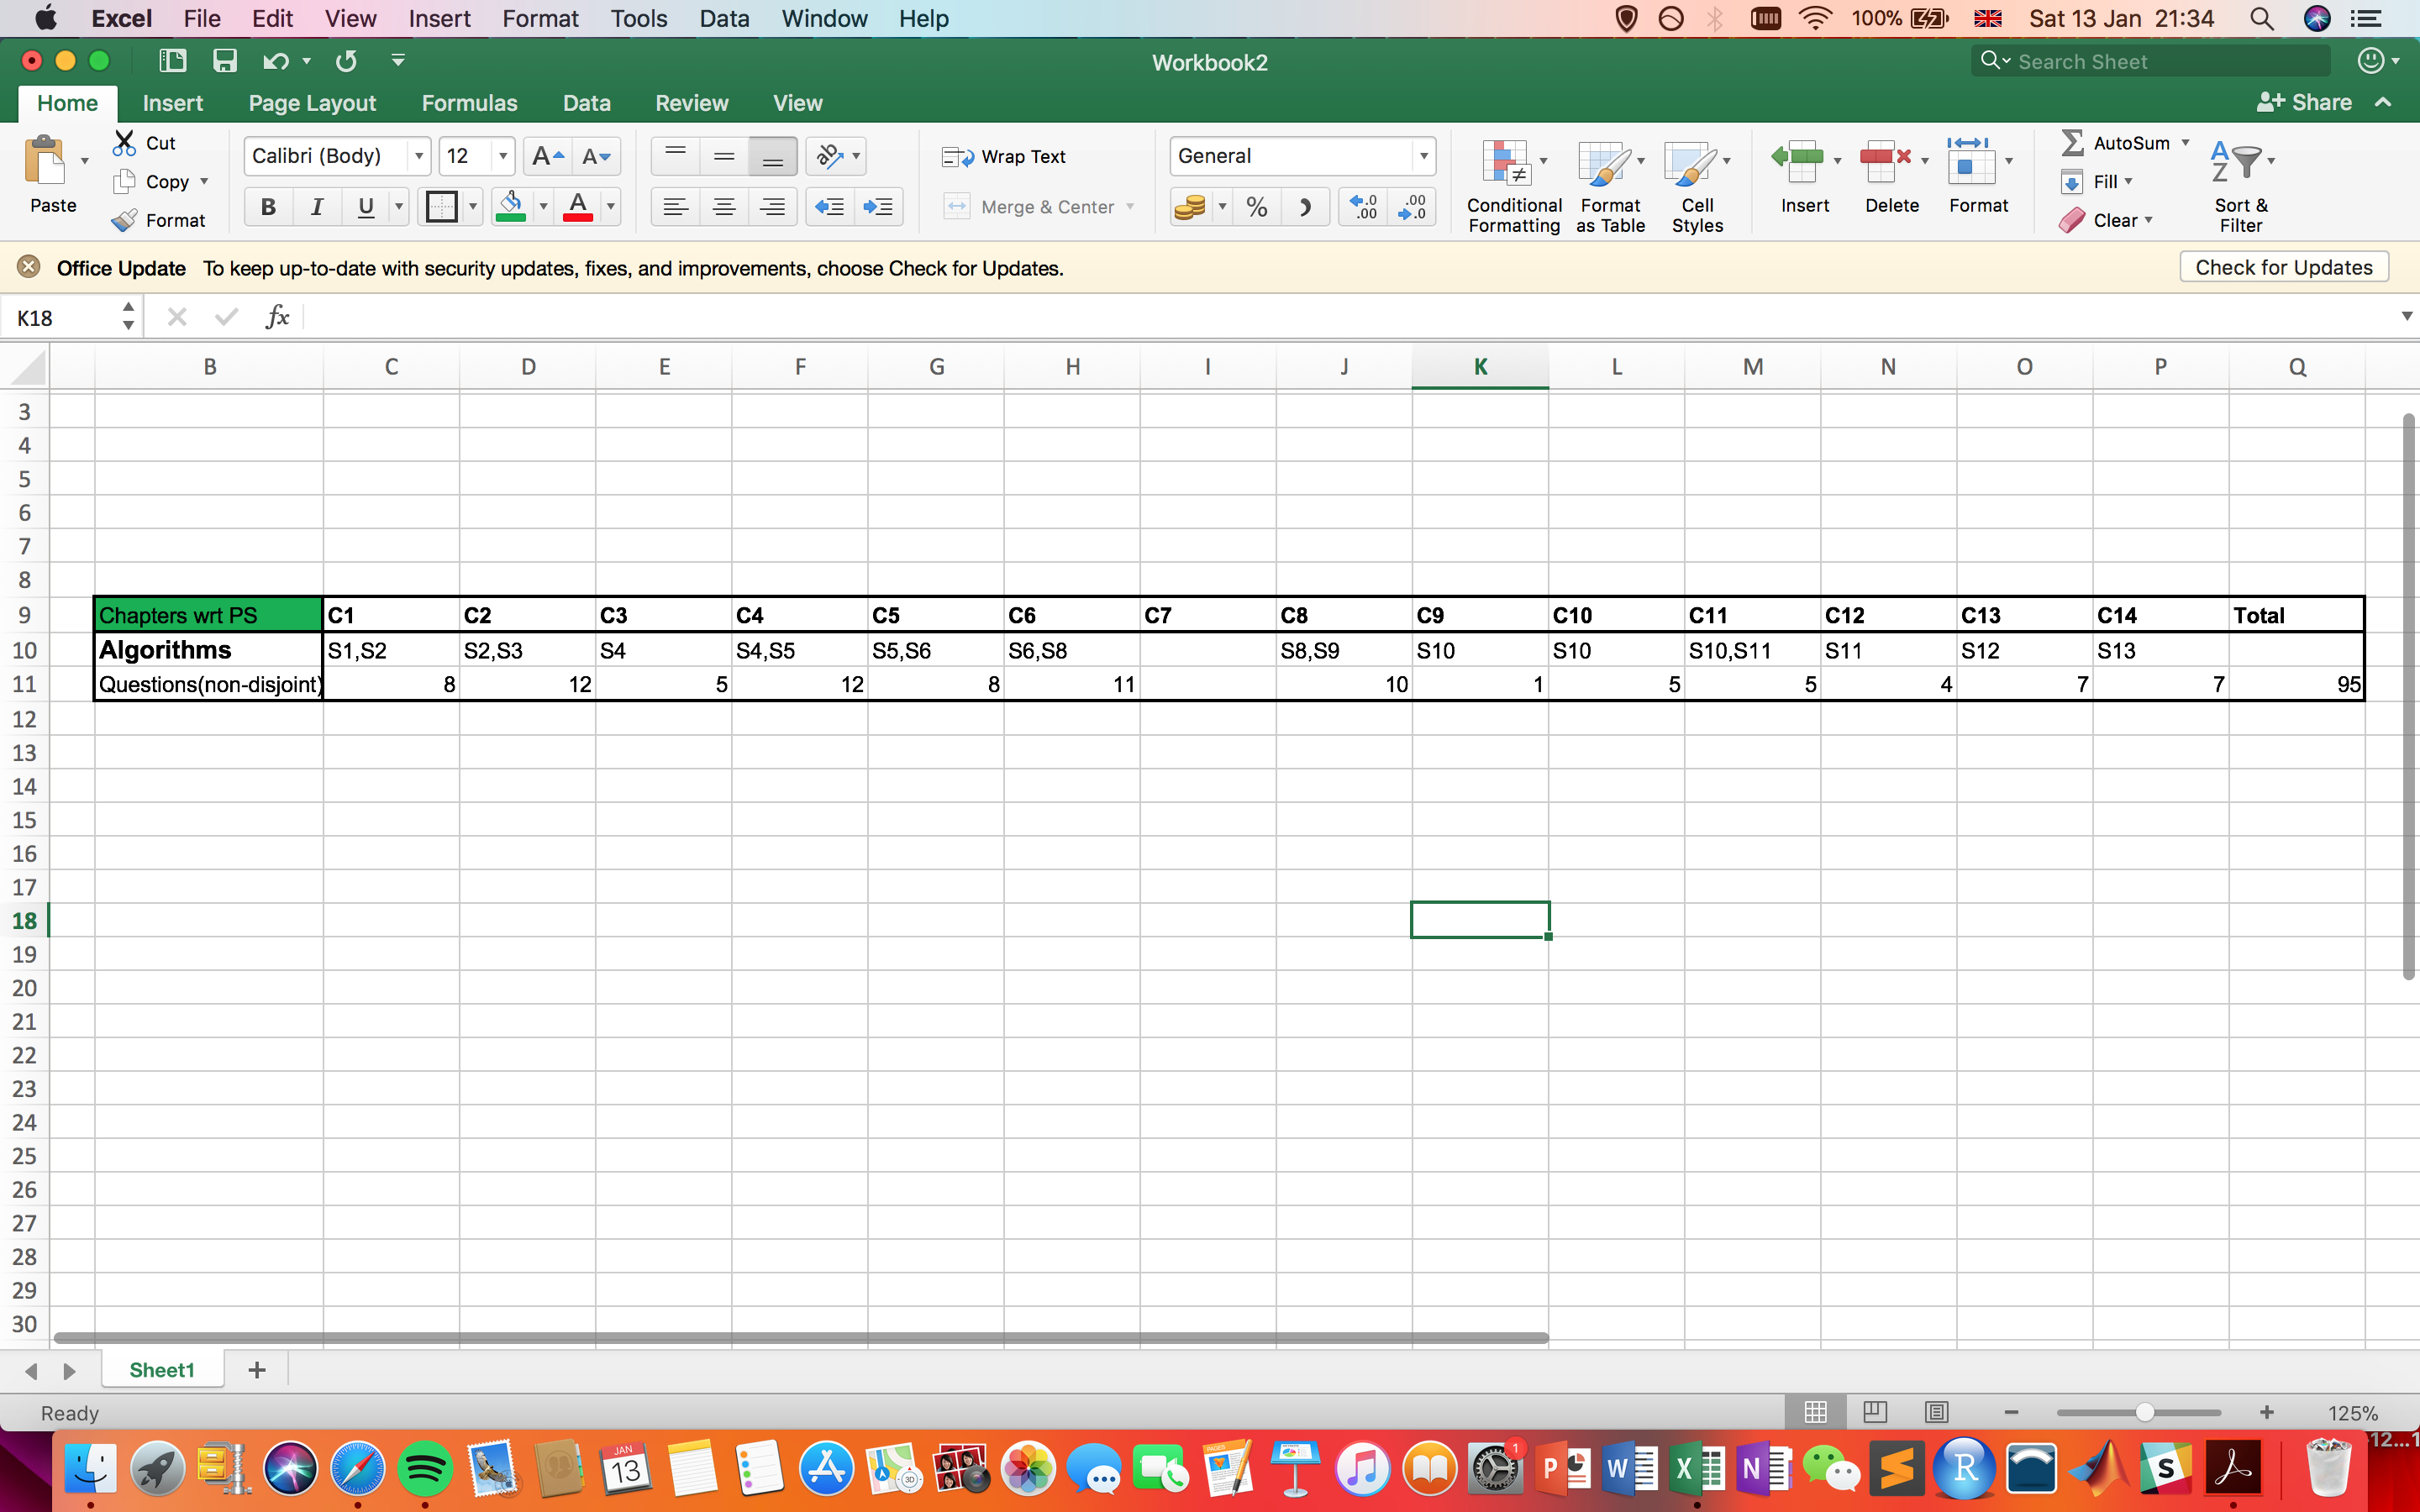 Excel File Edit View Insert Format Tools Data Window Help 100% Sat 13 Jan 21:34
Workbook2 Search Sheet
Home Insert Page Layout Formulas Data Review View Share
Paste Cut Copy Format
Calibri (Body) 12
B I U A
Wrap Text
Merge & Center
General
Conditional Formatting
Format as Table
Cell Styles
Insert Delete Format
AutoSum
Fill
Clear
Sort & Filter
Office Update To keep up-to-date with security updates, fixes, and improvements, choose Check for Updates. Check for Updates
K18 fx
B C D E F G H I J K L M N O P Q
3
4
5
6
7
8
9 Chapters wrt PS C1 C2 C3 C4 C5 C6 C7 C8 C9 C10 C11 C12 C13 C14 Total
10 Algorithms S1,S2 S2,S3 S4 S4,S5 S5,S6 S6,S8 S8,S9 S10 S10 S10,S11 S11 S12 S13
11 Questions(non-disjoint) 8 12 5 12 8 11 10 1 5 5 4 7 7 95
12
13
14
15
16
17
18
19
20
21
22
23
24
25
26
27
28
29
30
Sheet1 +
Ready 125%
JAN 13